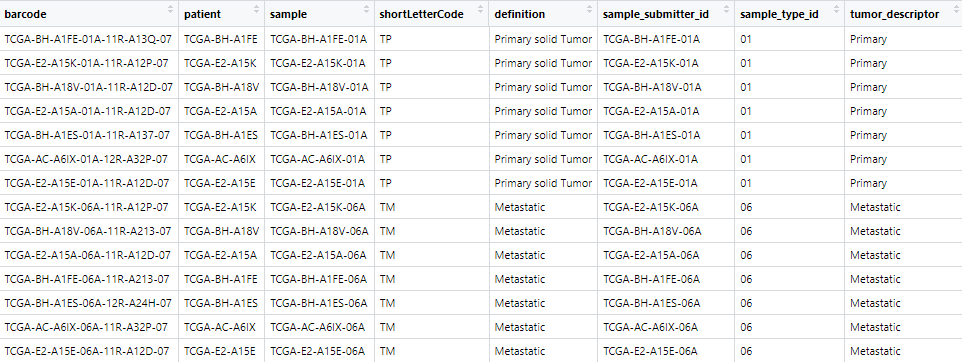 barcode patient sample shortLetterCode definition sample_submitter_id sample_type_id tumor_descriptor
TCGA-BH-A1FE-01A-11R-A13Q-07 TCGA-BH-A1FE TCGA-BH-A1FE-01A TP Primary solid Tumor TCGA-BH-A1FE-01A 01 Primary
TCGA-E2-A15K-01A-11R-A12P-07 TCGA-E2-A15K TCGA-E2-A15K-01A TP Primary solid Tumor TCGA-E2-A15K-01A 01 Primary
TCGA-BH-A18V-01A-11R-A12D-07 TCGA-BH-A18V TCGA-BH-A18V-01A TP Primary solid Tumor TCGA-BH-A18V-01A 01 Primary
TCGA-E2-A15A-01A-11R-A12D-07 TCGA-E2-A15A TCGA-E2-A15A-01A TP Primary solid Tumor TCGA-E2-A15A-01A 01 Primary
TCGA-BH-A1ES-01A-11R-A137-07 TCGA-BH-A1ES TCGA-BH-A1ES-01A TP Primary solid Tumor TCGA-BH-A1ES-01A 01 Primary
TCGA-AC-A6IX-01A-12R-A32P-07 TCGA-AC-A6IX TCGA-AC-A6IX-01A TP Primary solid Tumor TCGA-AC-A6IX-01A 01 Primary
TCGA-E2-A15E-01A-11R-A12D-07 TCGA-E2-A15E TCGA-E2-A15E-01A TP Primary solid Tumor TCGA-E2-A15E-01A 01 Primary
TCGA-E2-A15K-06A-11R-A12P-07 TCGA-E2-A15K TCGA-E2-A15K-06A TM Metastatic TCGA-E2-A15K-06A 06 Metastatic
TCGA-BH-A18V-06A-11R-A213-07 TCGA-BH-A18V TCGA-BH-A18V-06A TM Metastatic TCGA-BH-A18V-06A 06 Metastatic
TCGA-E2-A15A-06A-11R-A12D-07 TCGA-E2-A15A TCGA-E2-A15A-06A TM Metastatic TCGA-E2-A15A-06A 06 Metastatic
TCGA-BH-A1FE-06A-11R-A213-07 TCGA-BH-A1FE TCGA-BH-A1FE-06A TM Metastatic TCGA-BH-A1FE-06A 06 Metastatic
TCGA-BH-A1ES-06A-12R-A24H-07 TCGA-BH-A1ES TCGA-BH-A1ES-06A TM Metastatic TCGA-BH-A1ES-06A 06 Metastatic
TCGA-AC-A6IX-06A-11R-A32P-07 TCGA-AC-A6IX TCGA-AC-A6IX-06A TM Metastatic TCGA-AC-A6IX-06A 06 Metastatic
TCGA-E2-A15E-06A-11R-A12D-07 TCGA-E2-A15E TCGA-E2-A15E-06A TM Metastatic TCGA-E2-A15E-06A 06 Metastatic